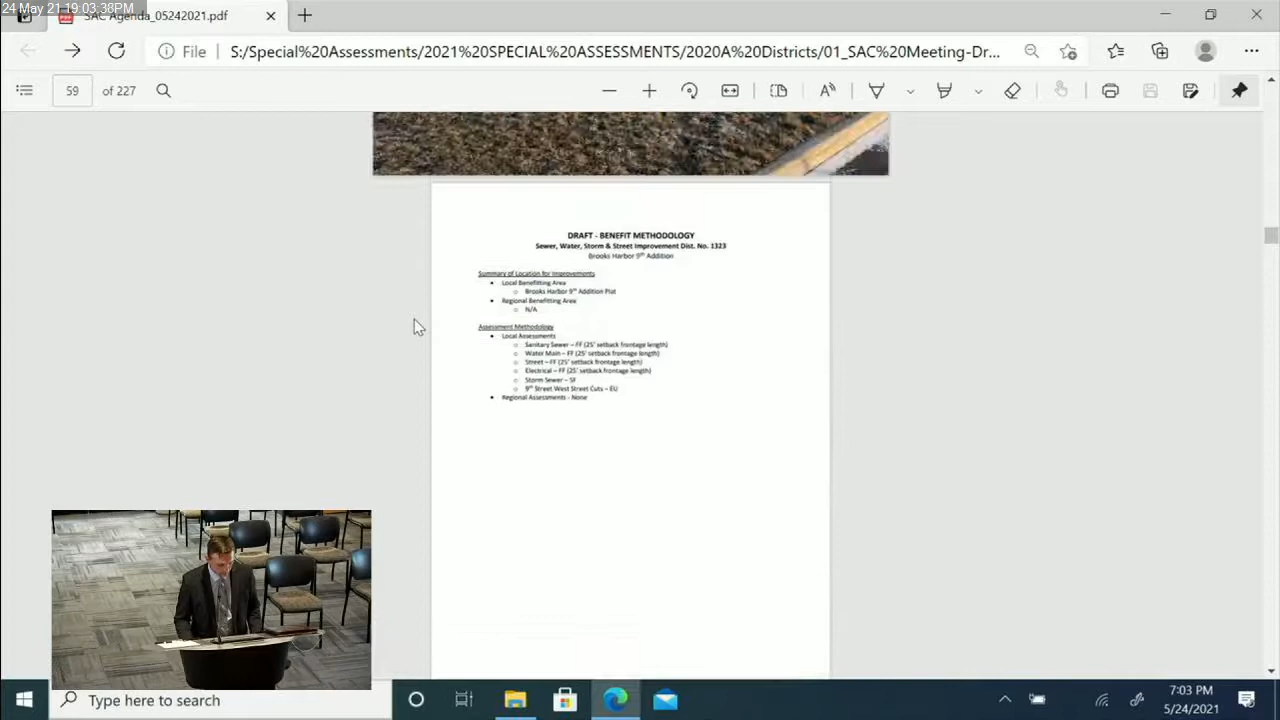 24 May 21 19:03:38PM
SAC Agenda_05242021.pdf
File S:/Special%20Assessments/2021%20SPECIAL%20ASSESSMENTS/2020A%20Districts/01_SAC%20Meeting-Dr...
59 of 227
DRAFT - BENEFIT METHODOLOGY
Sewer, Water, Storm & Street Improvement Dist. No. 1323
Brooks Harbor 9th Addition
Summary of Location for Improvements
• Local Benefitting Area
o Brooks Harbor 9th Addition Plat
• Regional Benefitting Area
o N/A
Assessment Methodology
• Local Assessments
o Sanitary Sewer – FF (25' setback frontage length)
o Water Main – FF (25' setback frontage length)
o Street – FF (25' setback frontage length)
o Electrical – FF (25' setback frontage length)
o Storm Sewer – SF
o 9th Street West Street Cuts – EU
• Regional Assessments - None
Type here to search
7:03 PM
5/24/2021